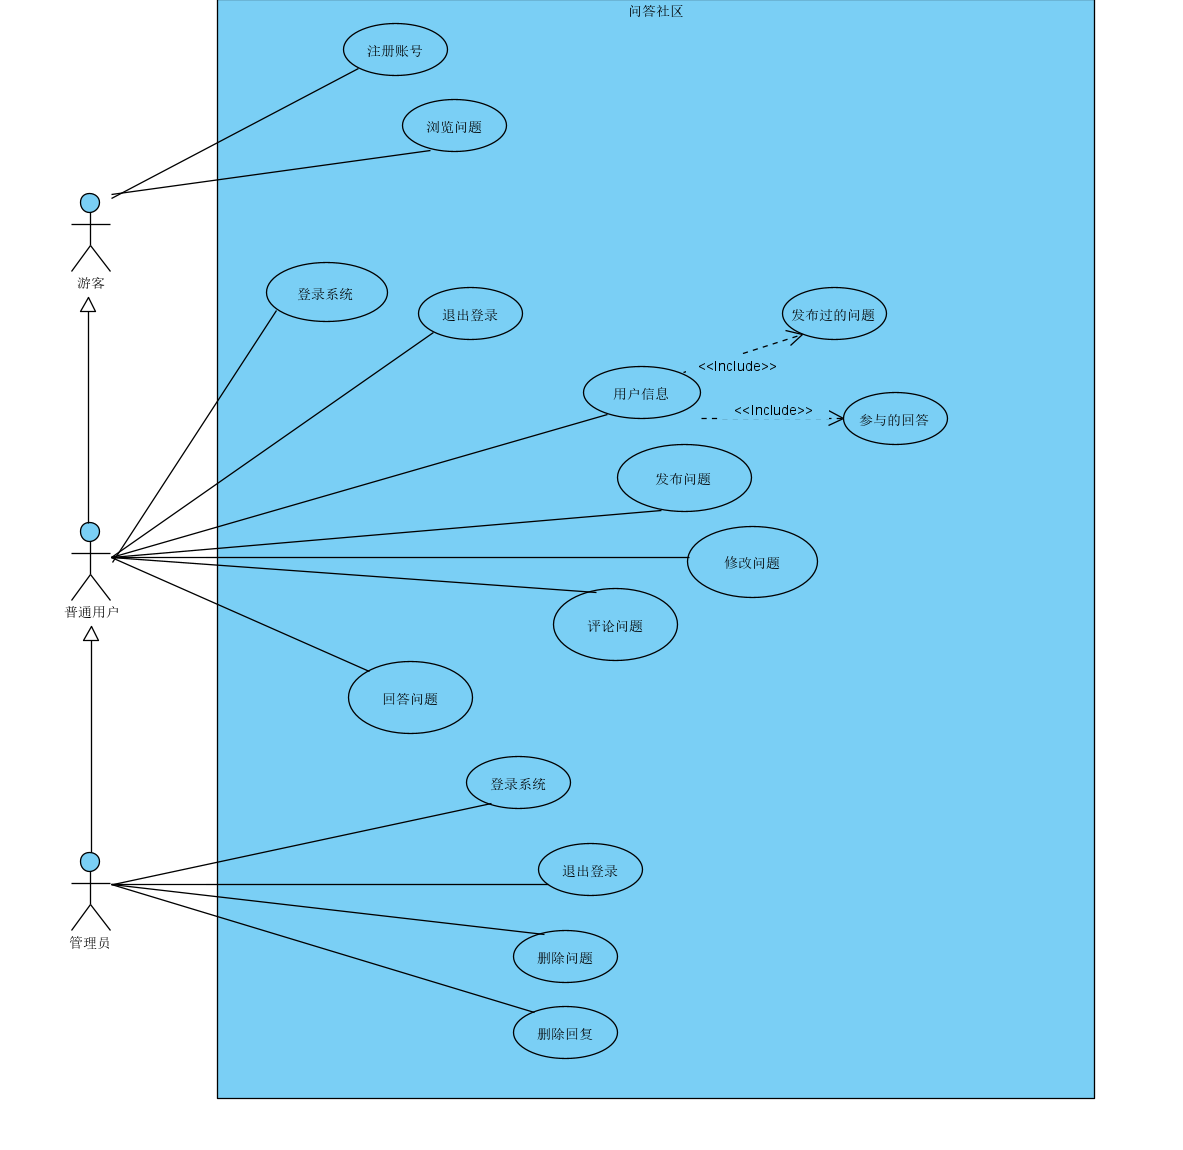 问答社区
注册账号
浏览问题
游客
登录系统
退出登录
发布过的问题
<<Include>>
用户信息
<<Include>>
参与的回答
发布问题
修改问题
普通用户
评论问题
回答问题
登录系统
退出登录
管理员
删除问题
删除回复